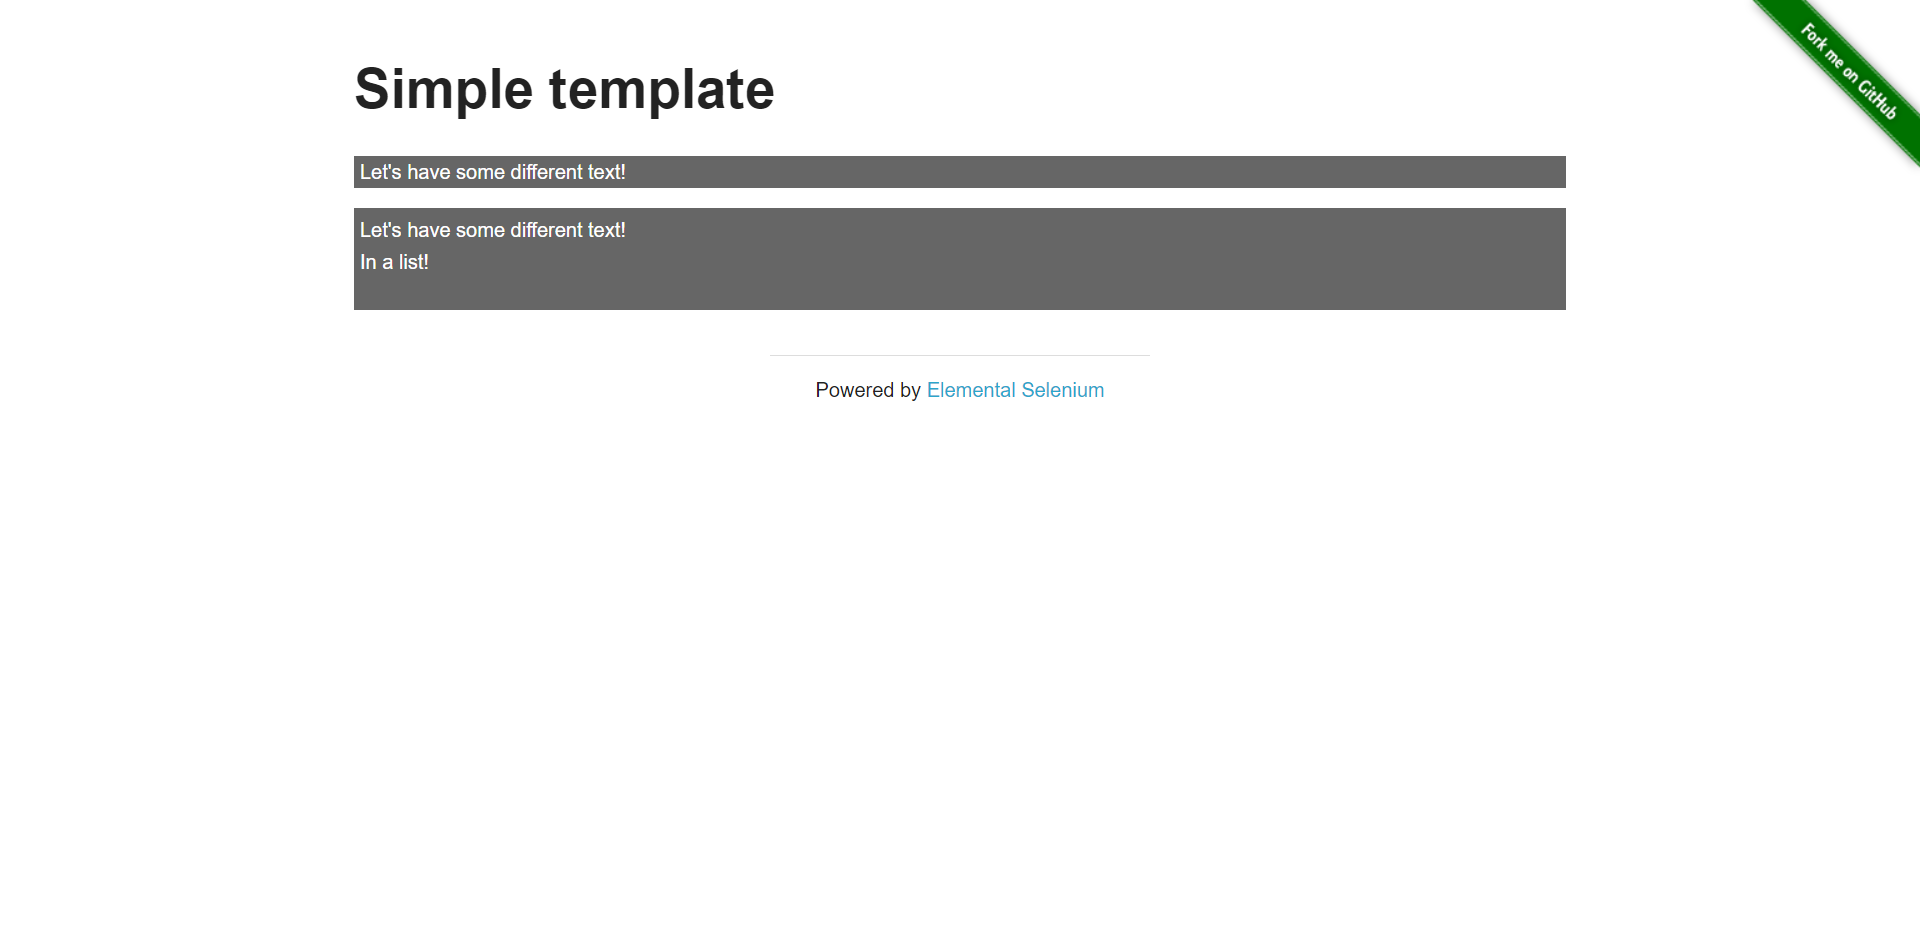 Fork me on GitHub
Simple template
Let's have some different text!
Let's have some different text!
In a list!
Powered by Elemental Selenium